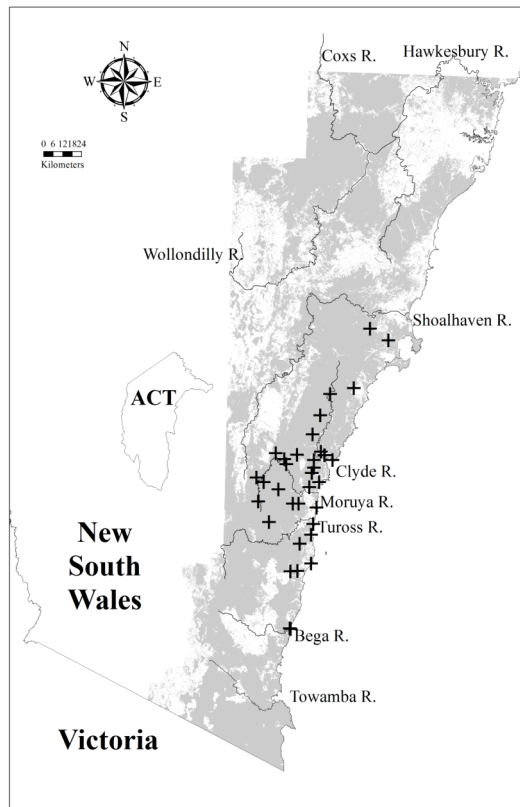 Coxs R.
Hawkesbury R.
N
W
E
S
0 6 121824
Kilometers
Wollondilly R.
Shoalhaven R.
ACT
Clyde R.
Moruya R.
New
South
Wales
Tuross R.
Bega R.
Towamba R.
Victoria